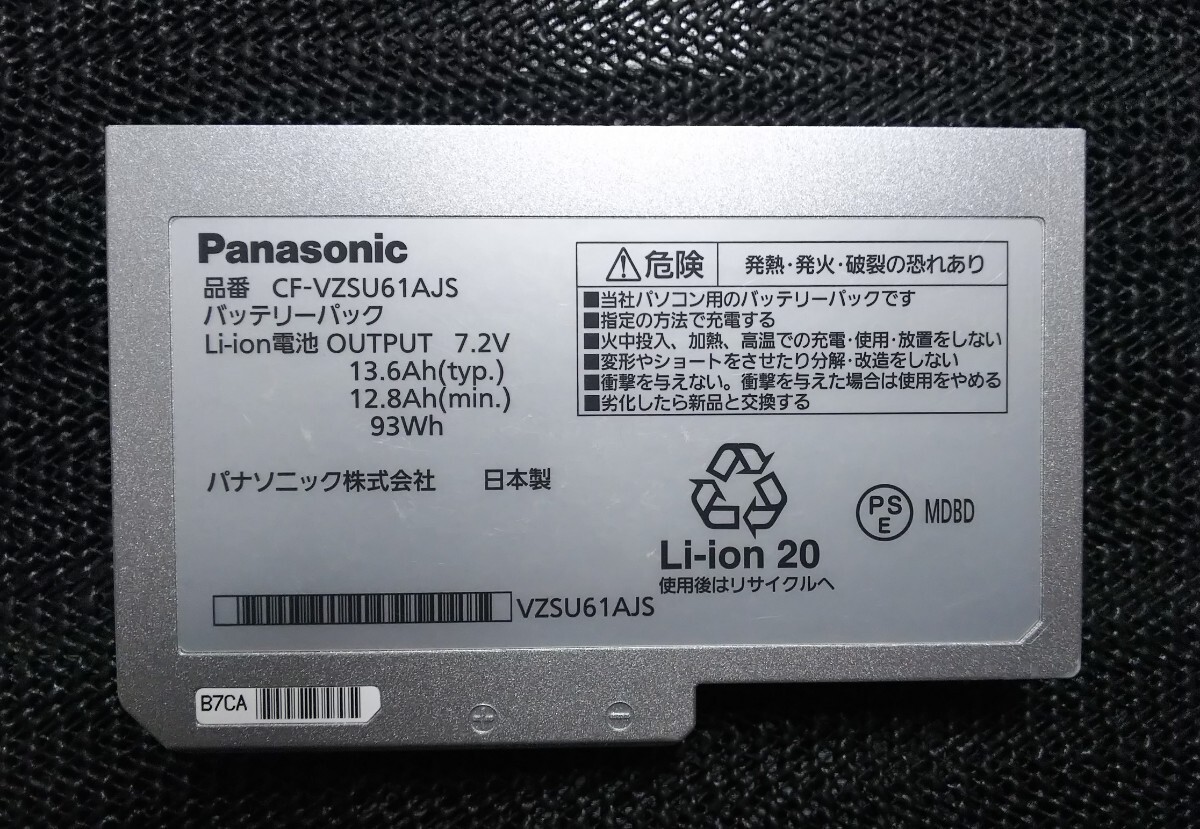 Panasonic
品番 CF-VZSU61AJS
バッテリーパック
Li-ion電池 OUTPUT 7.2V
13.6Ah(typ.)
12.8Ah(min.)
93Wh
パナソニック株式会社 日本製
VZSU61AJS
⚠危険 発熱・発火・破裂の恐れあり
■当社パソコン用のバッテリーパックです
■指定の方法で充電する
■火中投入、加熱、高温での充電・使用・放置をしない
■変形やショートをさせたり分解・改造をしない
■衝撃を与えない。衝撃を与えた場合は使用をやめる
■劣化したら新品と交換する
Li-ion 20
使用後はリサイクルへ
PS
E
MDBD
B7CA